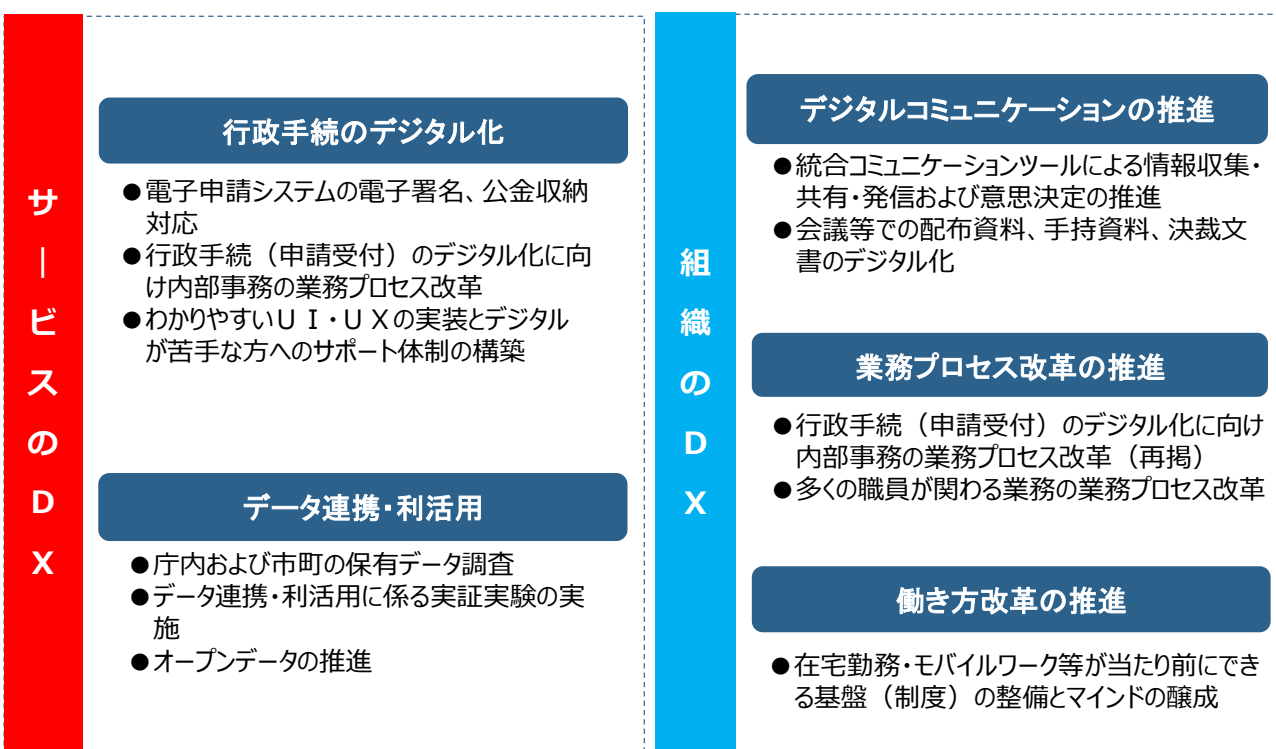 サービスのDX
行政手続のデジタル化
●電子申請システムの電子署名、公金収納
対応
●行政手続（申請受付）のデジタル化に向
け内部事務の業務プロセス改革
●わかりやすいＵＩ・ＵＸの実装とデジタル
が苦手な方へのサポート体制の構築
データ連携・利活用
●庁内および市町の保有データ調査
●データ連携・利活用に係る実証実験の実
施
●オープンデータの推進
組織のDX
デジタルコミュニケーションの推進
●統合コミュニケーションツールによる情報収集・
共有・発信および意思決定の推進
●会議等での配布資料、手持資料、決裁文
書のデジタル化
業務プロセス改革の推進
●行政手続（申請受付）のデジタル化に向け
内部事務の業務プロセス改革（再掲）
●多くの職員が関わる業務の業務プロセス改革
働き方改革の推進
●在宅勤務・モバイルワーク等が当たり前にでき
る基盤（制度）の整備とマインドの醸成